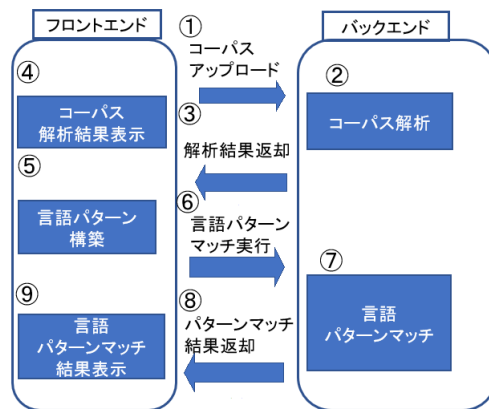 フロントエンド
バックエンド
①
コーパス
アップロード
②
コーパス解析
③
解析結果返却
④
コーパス
解析結果表示
⑤
言語パターン
構築
⑥
言語パターン
マッチ実行
⑦
言語
パターンマッチ
⑧
パターンマッチ
結果返却
⑨
言語
パターンマッチ
結果表示